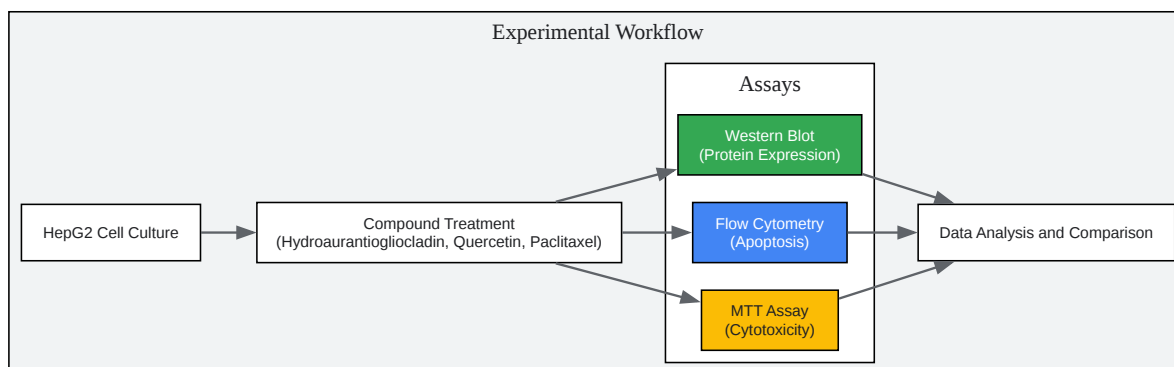 Experimental Workflow
Assays
Western Blot
(Protein Expression)
HepG2 Cell Culture
Compound Treatment
(Hydroaurantiogliocladin, Quercetin, Paclitaxel)
Flow Cytometry
(Apoptosis)
Data Analysis and Comparison
MTT Assay
(Cytotoxicity)